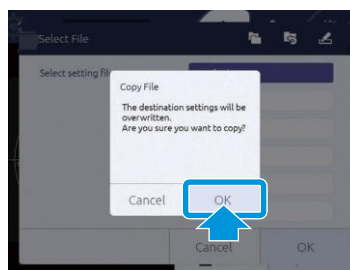 Select File
Select setting fil
Copy File
The destination settings will be
overwritten.
Are you sure you want to copy?
Cancel
OK
Cancel
OK